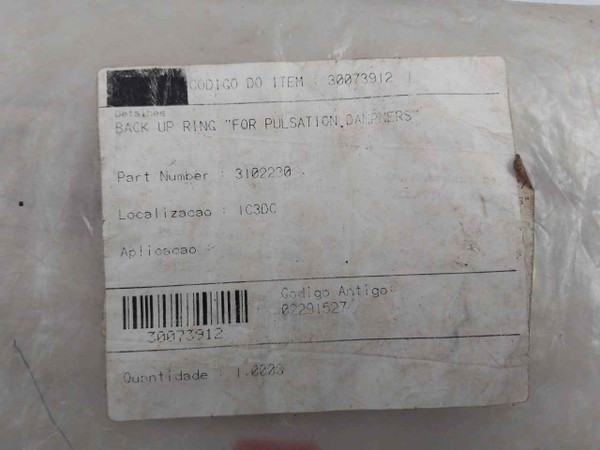 CODIGO DO ITEM : 30073912
Detalhes
BACK UP RING "FOR PULSATION DAMPNERS"
Part Number : 3102230
Localizacao : 1C3DC
Aplicacao :
Codigo Antigo:
02291527
30073912
Quantidade : 1.0000